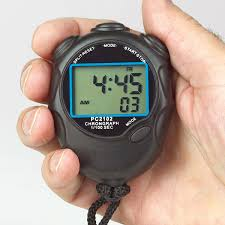 SPLIT/RESET
-MODE-
START/STOP
4:45
AM
03
PC2102
CHRONOGRAPH
1/100 SEC